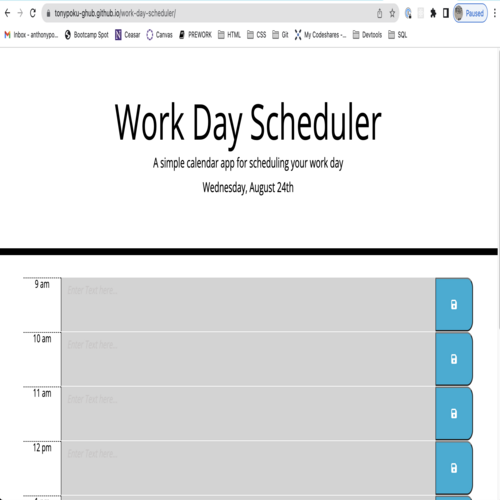 tonypoku-ghub.github.io/work-day-scheduler/
Paused
Inbox - anthonypo...
Bootcamp Spot
Ceasar
Canvas
PREWORK
HTML
CSS
Git
My Codeshares -...
Devtools
SQL
Work Day Scheduler
A simple calendar app for scheduling your work day
Wednesday, August 24th
9 am
Enter Text here...
10 am
Enter Text here...
11 am
Enter Text here...
12 pm
Enter Text here...